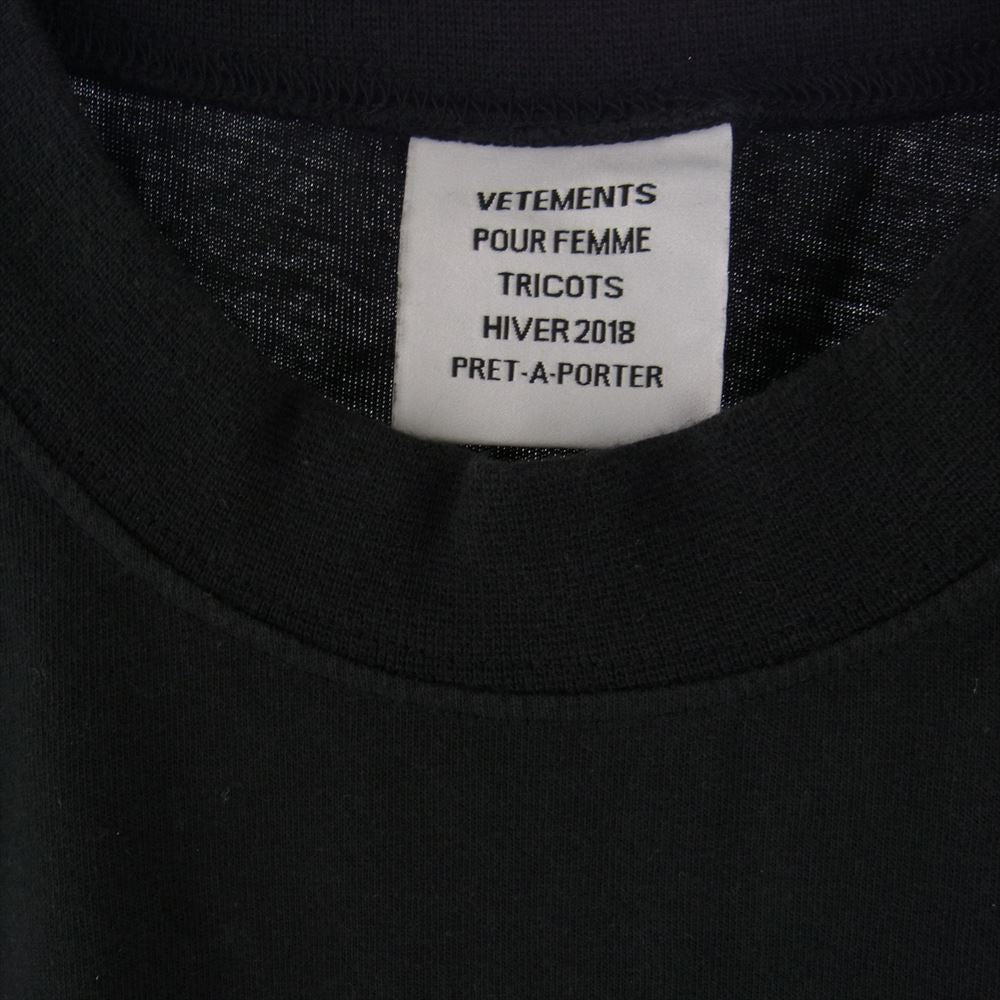 VETEMENTS
POUR FEMME
TRICOTS
HIVER 2018
PRET-A-PORTER